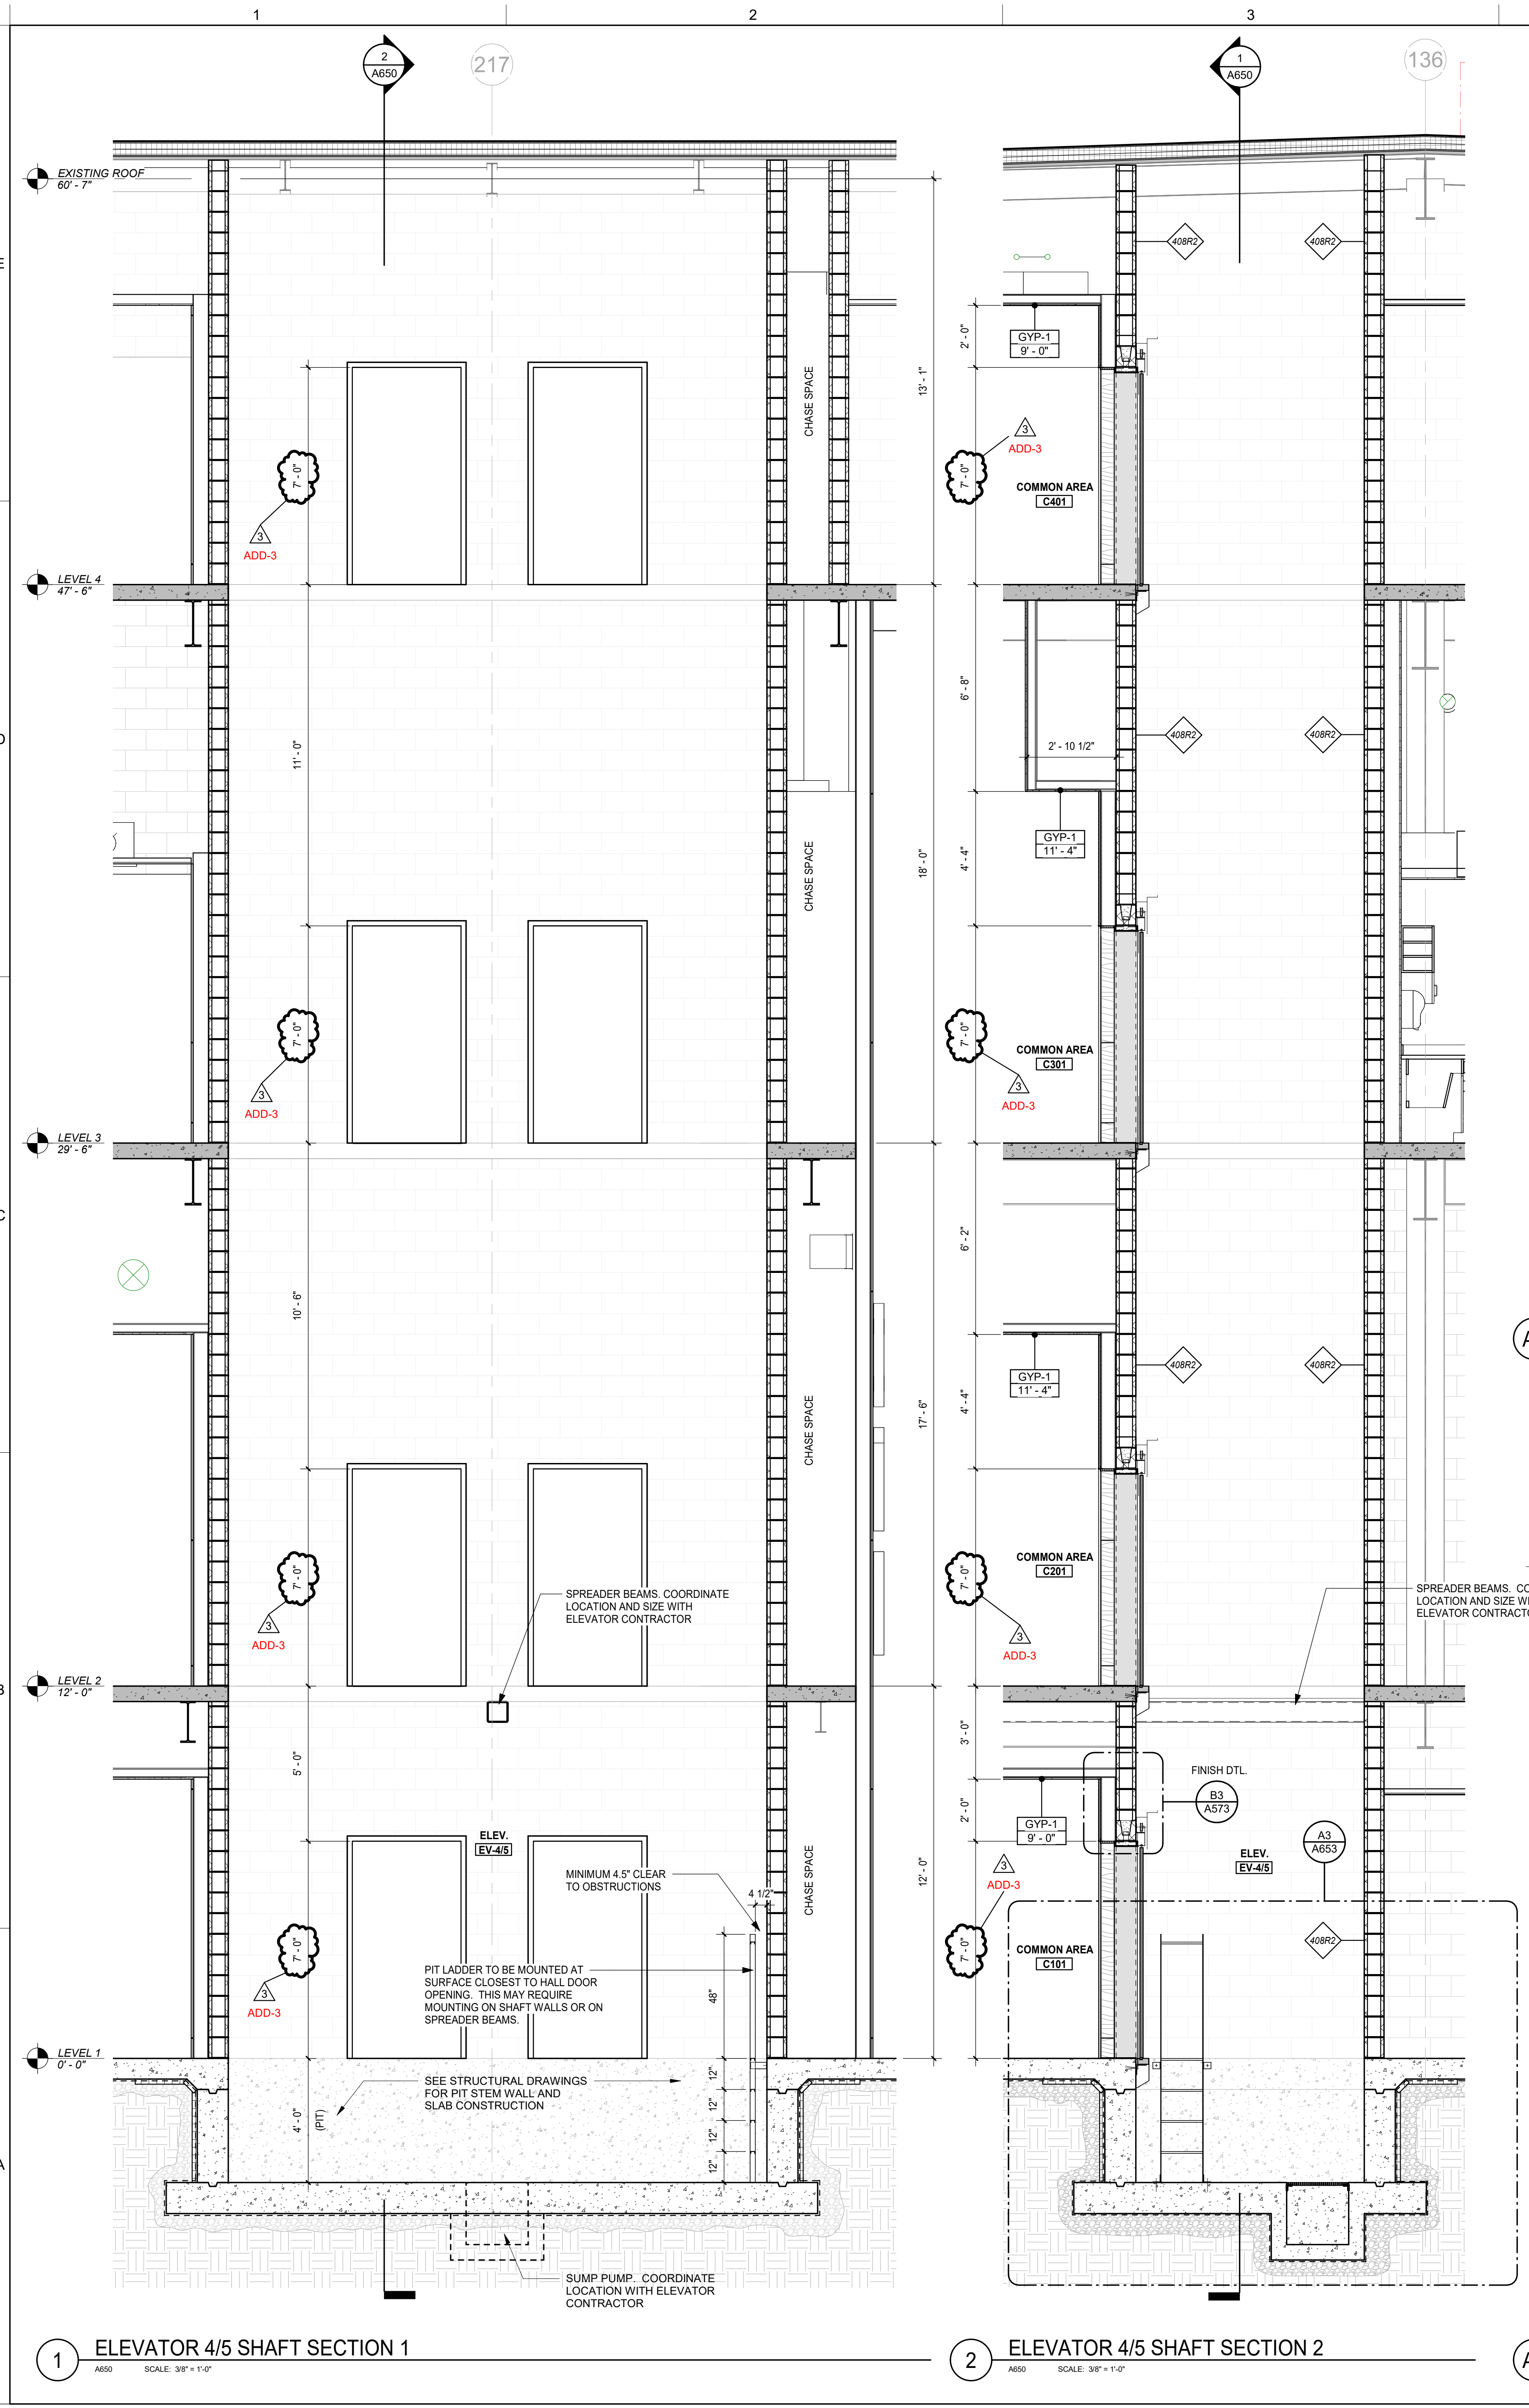 1
2
3
2
A650
217
1
A650
136
EXISTING ROOF
60' - 7"
E
408R2
408R2
2' - 0"
GYP-1
9' - 0"
13' - 1"
CHASE SPACE
7' - 0"
3
ADD-3
7' - 0"
3
ADD-3
COMMON AREA
C401
LEVEL 4
47' - 6"
6' - 8"
D
11' - 0"
2' - 10 1/2"
408R2
408R2
GYP-1
11' - 4"
4' - 4"
18' - 0"
CHASE SPACE
7' - 0"
3
ADD-3
7' - 0"
3
ADD-3
COMMON AREA
C301
LEVEL 3
29' - 6"
C
6' - 2"
10' - 6"
408R2
408R2
GYP-1
11' - 4"
4' - 4"
17' - 6"
CHASE SPACE
7' - 0"
3
ADD-3
SPREADER BEAMS. COORDINATE
LOCATION AND SIZE WITH
ELEVATOR CONTRACTOR
7' - 0"
3
ADD-3
COMMON AREA
C201
SPREADER BEAMS. CO
LOCATION AND SIZE WI
ELEVATOR CONTRACTO
LEVEL 2
12' - 0"
B
5' - 0"
3' - 0"
FINISH DTL.
B3
A573
2' - 0"
GYP-1
9' - 0"
A3
A653
ELEV.
EV-4/5
ELEV.
EV-4/5
MINIMUM 4.5" CLEAR
TO OBSTRUCTIONS
4 1/2"
CHASE SPACE
12' - 0"
3
ADD-3
7' - 0"
COMMON AREA
C101
408R2
7' - 0"
3
ADD-3
PIT LADDER TO BE MOUNTED AT
SURFACE CLOSEST TO HALL DOOR
OPENING. THIS MAY REQUIRE
MOUNTING ON SHAFT WALLS OR ON
SPREADER BEAMS.
48"
LEVEL 1
0' - 0"
SEE STRUCTURAL DRAWINGS
FOR PIT STEM WALL AND
SLAB CONSTRUCTION
4' - 0"
(PIT)
12"
12"
12"
12"
A
SUMP PUMP. COORDINATE
LOCATION WITH ELEVATOR
CONTRACTOR
1
ELEVATOR 4/5 SHAFT SECTION 1
A650 SCALE: 3/8" = 1'-0"
2
ELEVATOR 4/5 SHAFT SECTION 2
A650 SCALE: 3/8" = 1'-0"